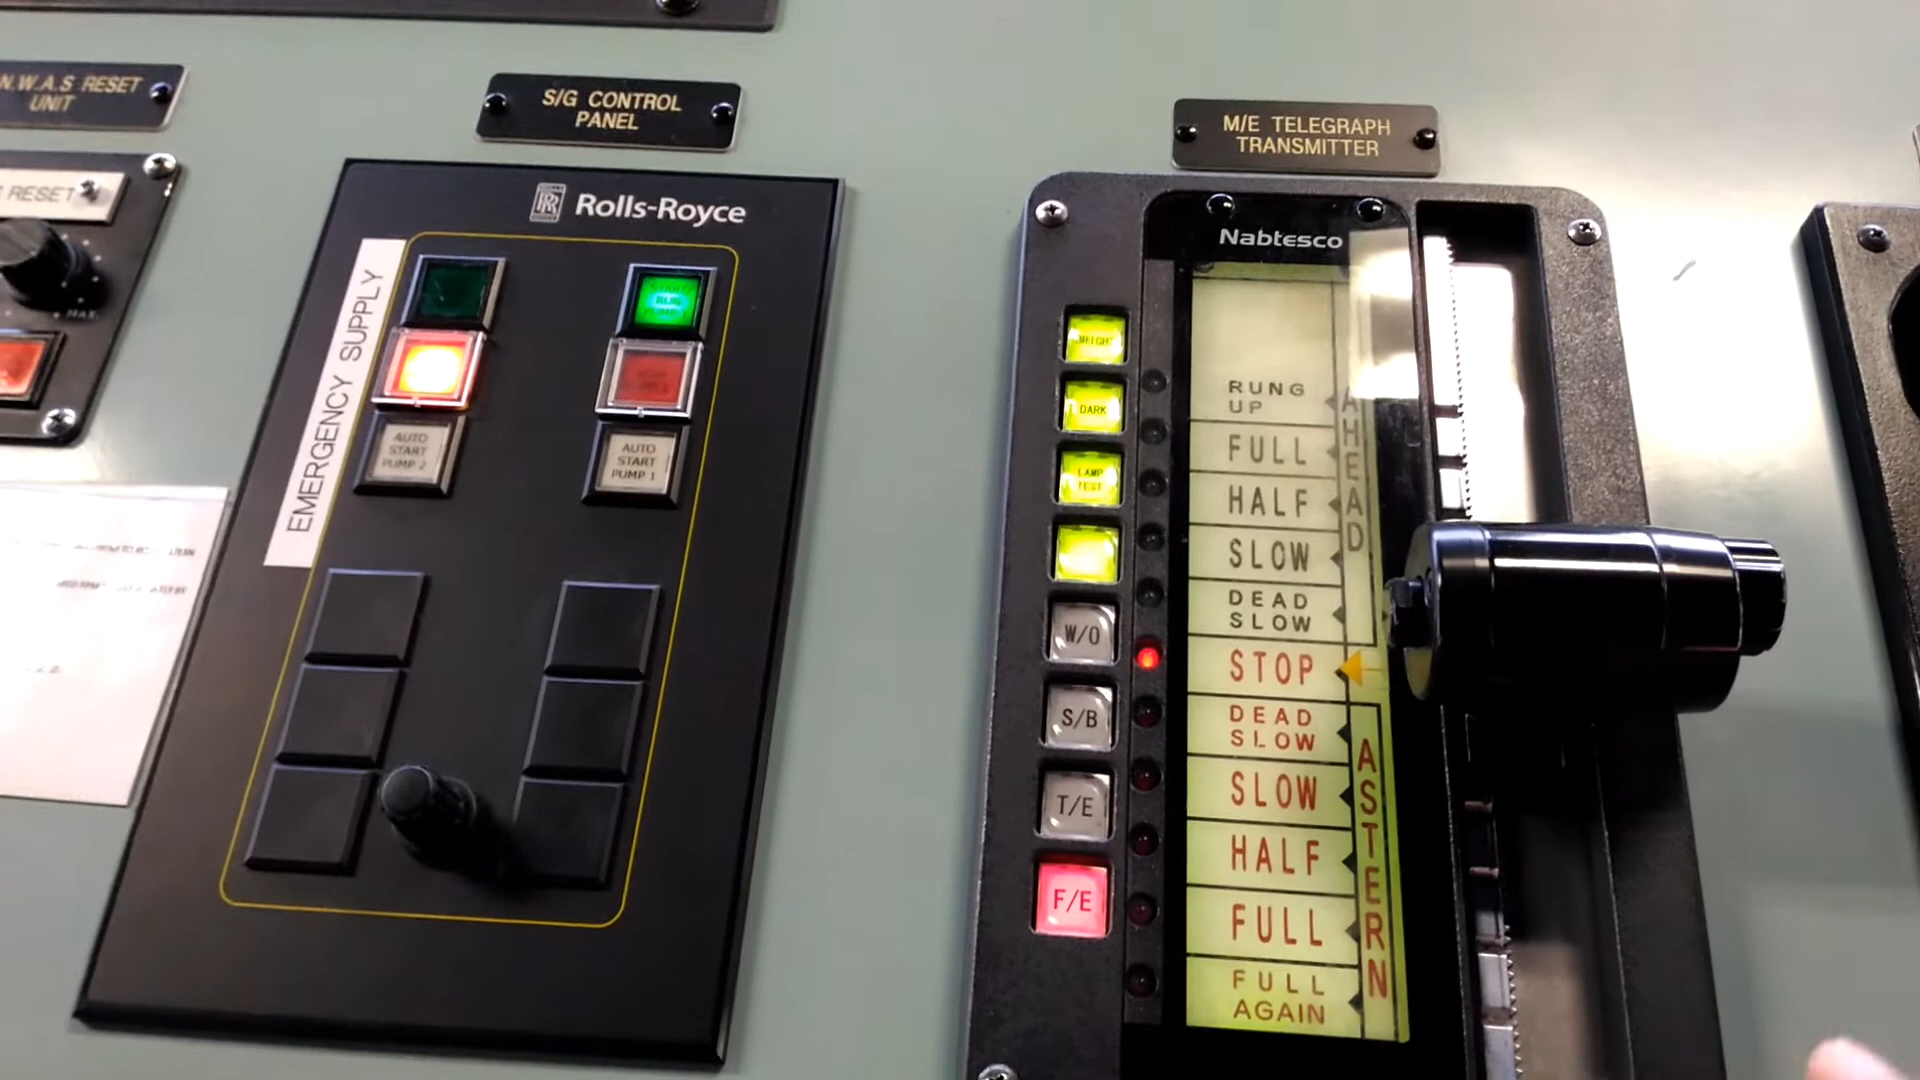 N.W.A.S RESET
UNIT
S/G CONTROL
PANEL
M/E TELEGRAPH
TRANSMITTER
RESET
MAX.
Rolls-Royce
EMERGENCY SUPPLY
RUN
AUTO
START
PUMP 2
AUTO
START
PUMP 1
Nabtesco
DARK
LAMP
TEST
W/O
S/B
T/E
F/E
RUNG
UP
FULL
HALF
SLOW
DEAD
SLOW
AHEAD
STOP
DEAD
SLOW
SLOW
HALF
FULL
FULL
AGAIN
ASTERN